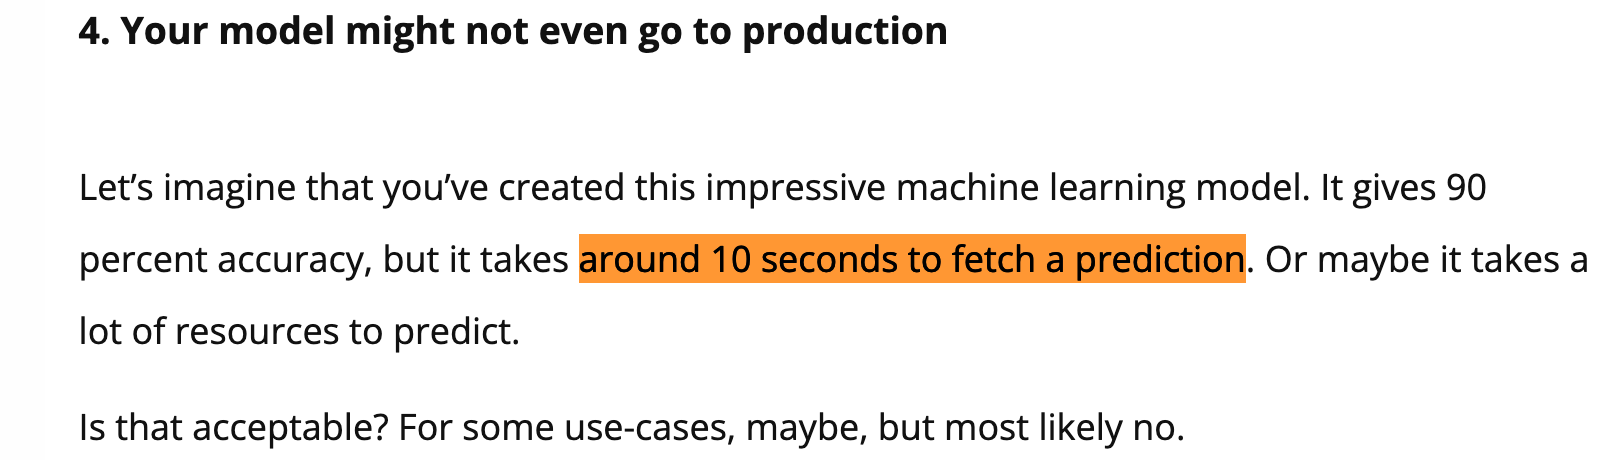 4. Your model might not even go to production
Let’s imagine that you’ve created this impressive machine learning model. It gives 90
percent accuracy, but it takes around 10 seconds to fetch a prediction. Or maybe it takes a
lot of resources to predict.
Is that acceptable? For some use-cases, maybe, but most likely no.